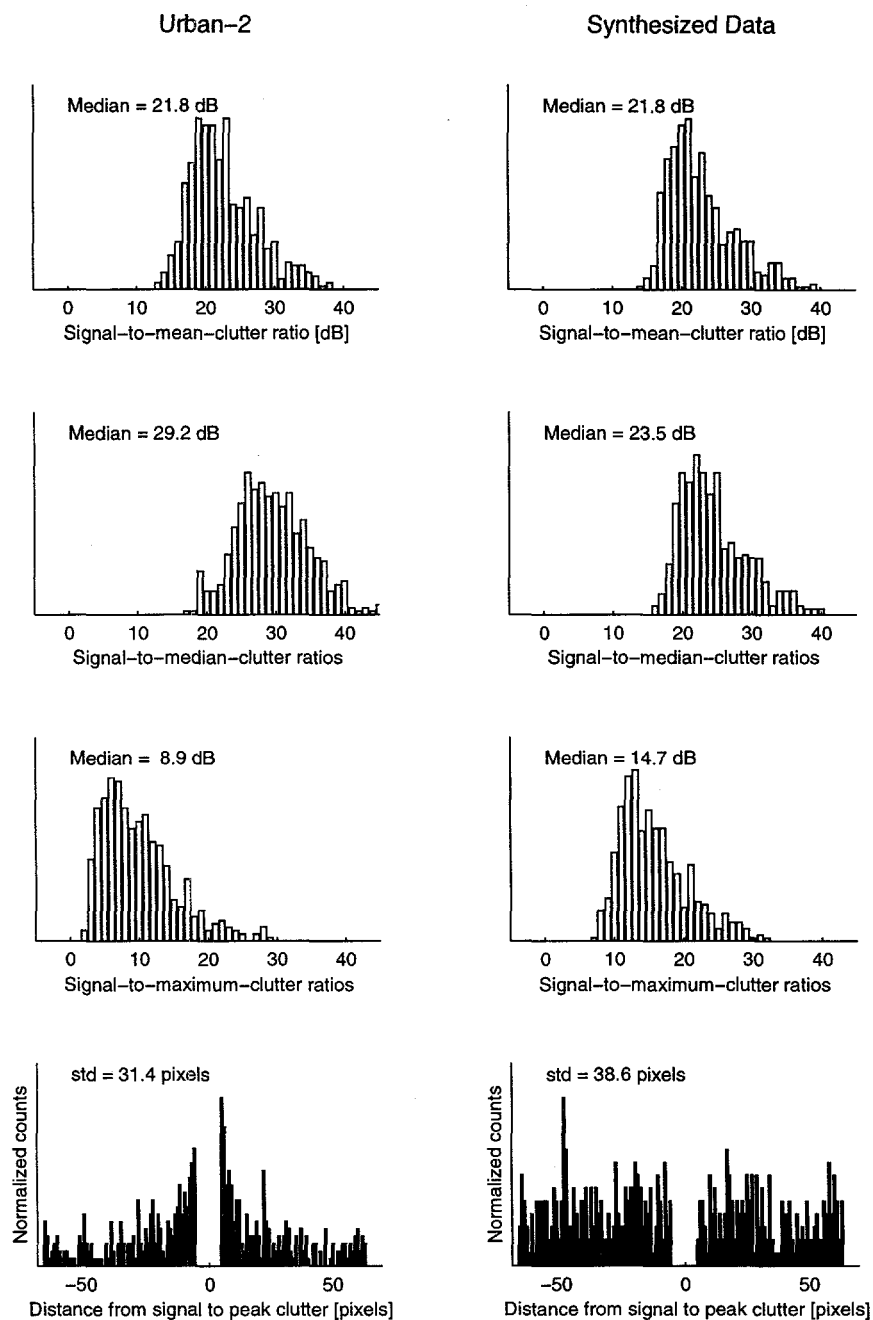 Urban–2
Synthesized Data
Median = 21.8 dB
0 10 20 30 40
Signal–to–mean–clutter ratio [dB]
Median = 21.8 dB
0 10 20 30 40
Signal–to–mean–clutter ratio [dB]
Median = 29.2 dB
0 10 20 30 40
Signal–to–median–clutter ratios
Median = 23.5 dB
0 10 20 30 40
Signal–to–median–clutter ratios
Median = 8.9 dB
0 10 20 30 40
Signal–to–maximum–clutter ratios
Median = 14.7 dB
0 10 20 30 40
Signal–to–maximum–clutter ratios
Normalized counts
std = 31.4 pixels
–50 0 50
Distance from signal to peak clutter [pixels]
Normalized counts
std = 38.6 pixels
–50 0 50
Distance from signal to peak clutter [pixels]